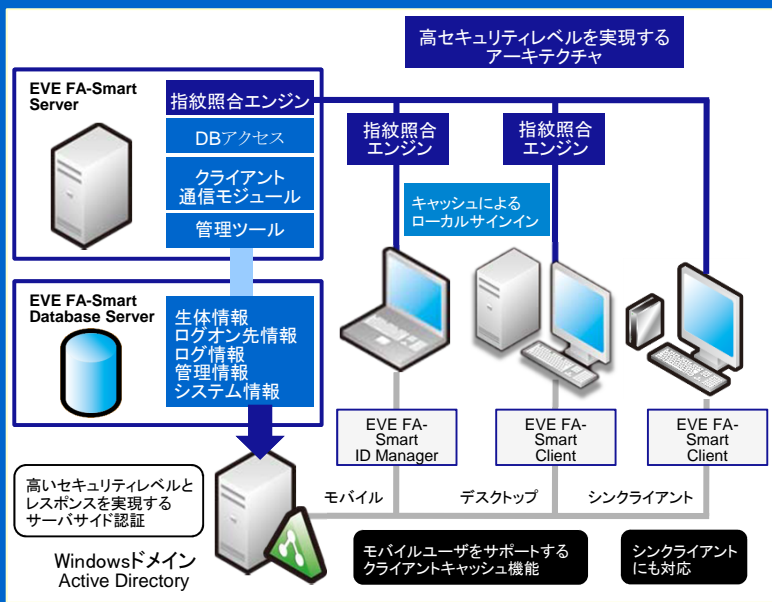 高セキュリティレベルを実現する
アーキテクチャ
EVE FA-Smart
Server
指紋照合エンジン
DBアクセス
クライアント
通信モジュール
管理ツール
指紋照合
エンジン
指紋照合
エンジン
キャッシュによる
ローカルサインイン
EVE FA-Smart
Database Server
生体情報
ログオン先情報
ログ情報
管理情報
システム情報
EVE FA-
Smart
ID Manager
EVE FA-
Smart
Client
EVE FA-
Smart
Client
高いセキュリティレベルと
レスポンスを実現する
サーバサイド認証
モバイル
デスクトップ
シンクライアント
Windowsドメイン
Active Directory
モバイルユーザをサポートする
クライアントキャッシュ機能
シンクライアント
にも対応